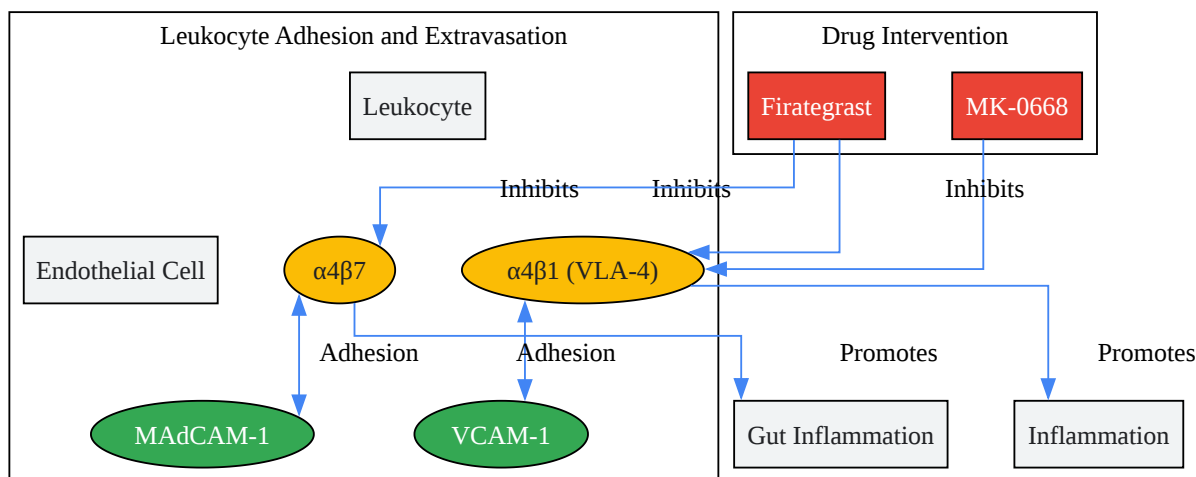 Leukocyte Adhesion and Extravasation
Drug Intervention
Leukocyte
Firategrast
MK-0668
Inhibits
Inhibits
Inhibits
Endothelial Cell
α4β7
α4β1 (VLA-4)
Adhesion
Adhesion
Promotes
Promotes
MAdCAM-1
VCAM-1
Gut Inflammation
Inflammation